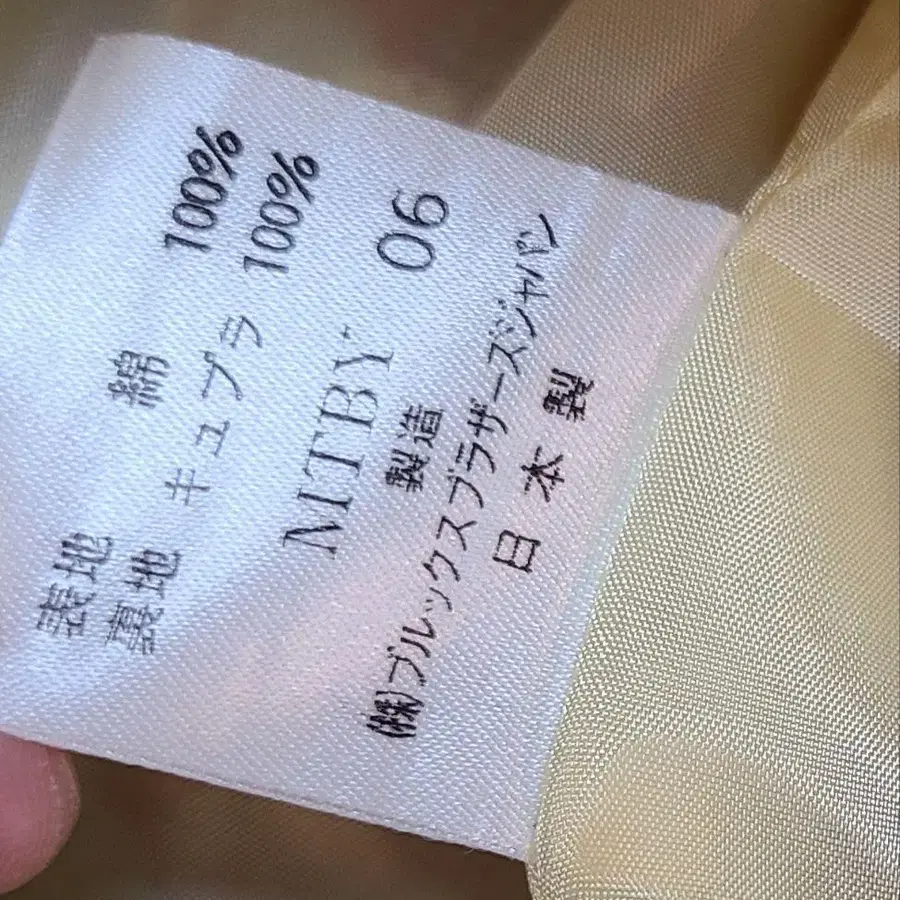 表地 綿 100%
裏地 キュプラ 100%
MTBY 06
製造
(株)ブルックスブラザーズジャパン
日本製